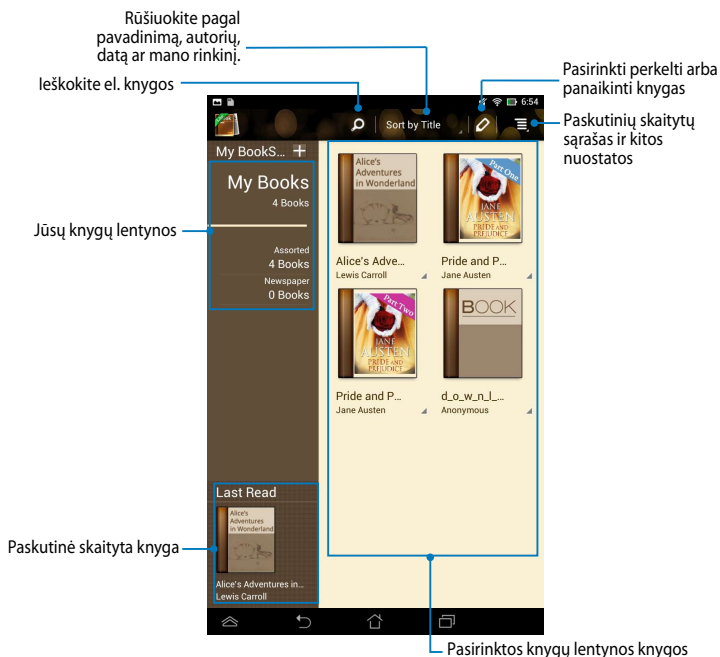 Rūšiuokite pagal
pavadinimą, autorių,
datą ar mano rinkinį.
Ieškokite el. knygos
Pasirinkti perkelti arba
panaikinti knygas
Paskutinių skaitytų
sąrašas ir kitos
nuostatos
6:54
Sort by Title
My BookS...
My Books
4 Books
Jūsų knygų lentynos
Assorted
4 Books
Newspaper
0 Books
Alice's
Adventures
in Wonderland
Alice's Adve...
Lewis Carroll
Part One
JANE
AUSTEN
PRIDE AND
PREJUDICE
Pride and P...
Jane Austen
Part Two
JANE
AUSTEN
PRIDE AND
PREJUDICE
Pride and P...
Jane Austen
BOOK
d_o_w_n_l_...
Anonymous
Last Read
Alice's
Adventures
in Wonderland
Paskutinė skaityta knyga
Alice's Adventures in...
Lewis Carroll
Pasirinktos knygų lentynos knygos